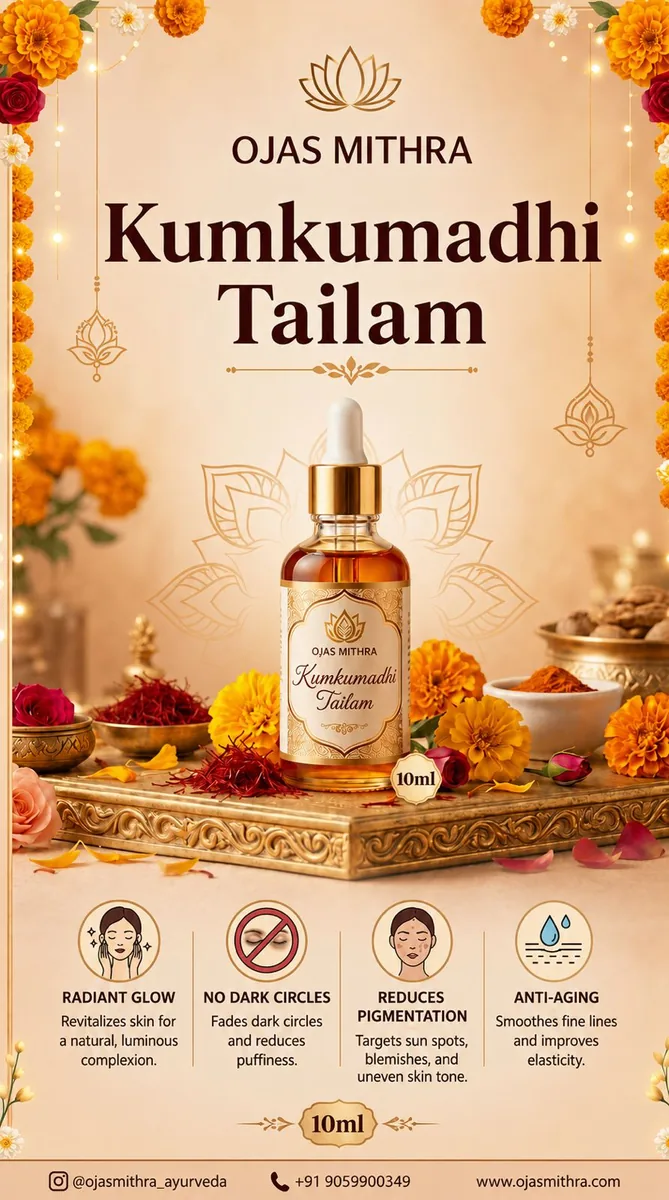 OJAS MITHRA
Kumkumadhi
Tailam
OJAS MITHRA
Kumkumadhi
Tailam
10ml
RADIANT GLOW
Revitalizes skin for
a natural, luminous
complexion.
NO DARK CIRCLES
Fades dark circles
and reduces
puffiness.
REDUCES
PIGMENTATION
Targets sun spots,
blemishes, and
uneven skin tone.
ANTI-AGING
Smoothes fine lines
and improves
elasticity.
10ml
@ojasmithra_ayurveda
+91 9059900349
www.ojasmithra.com